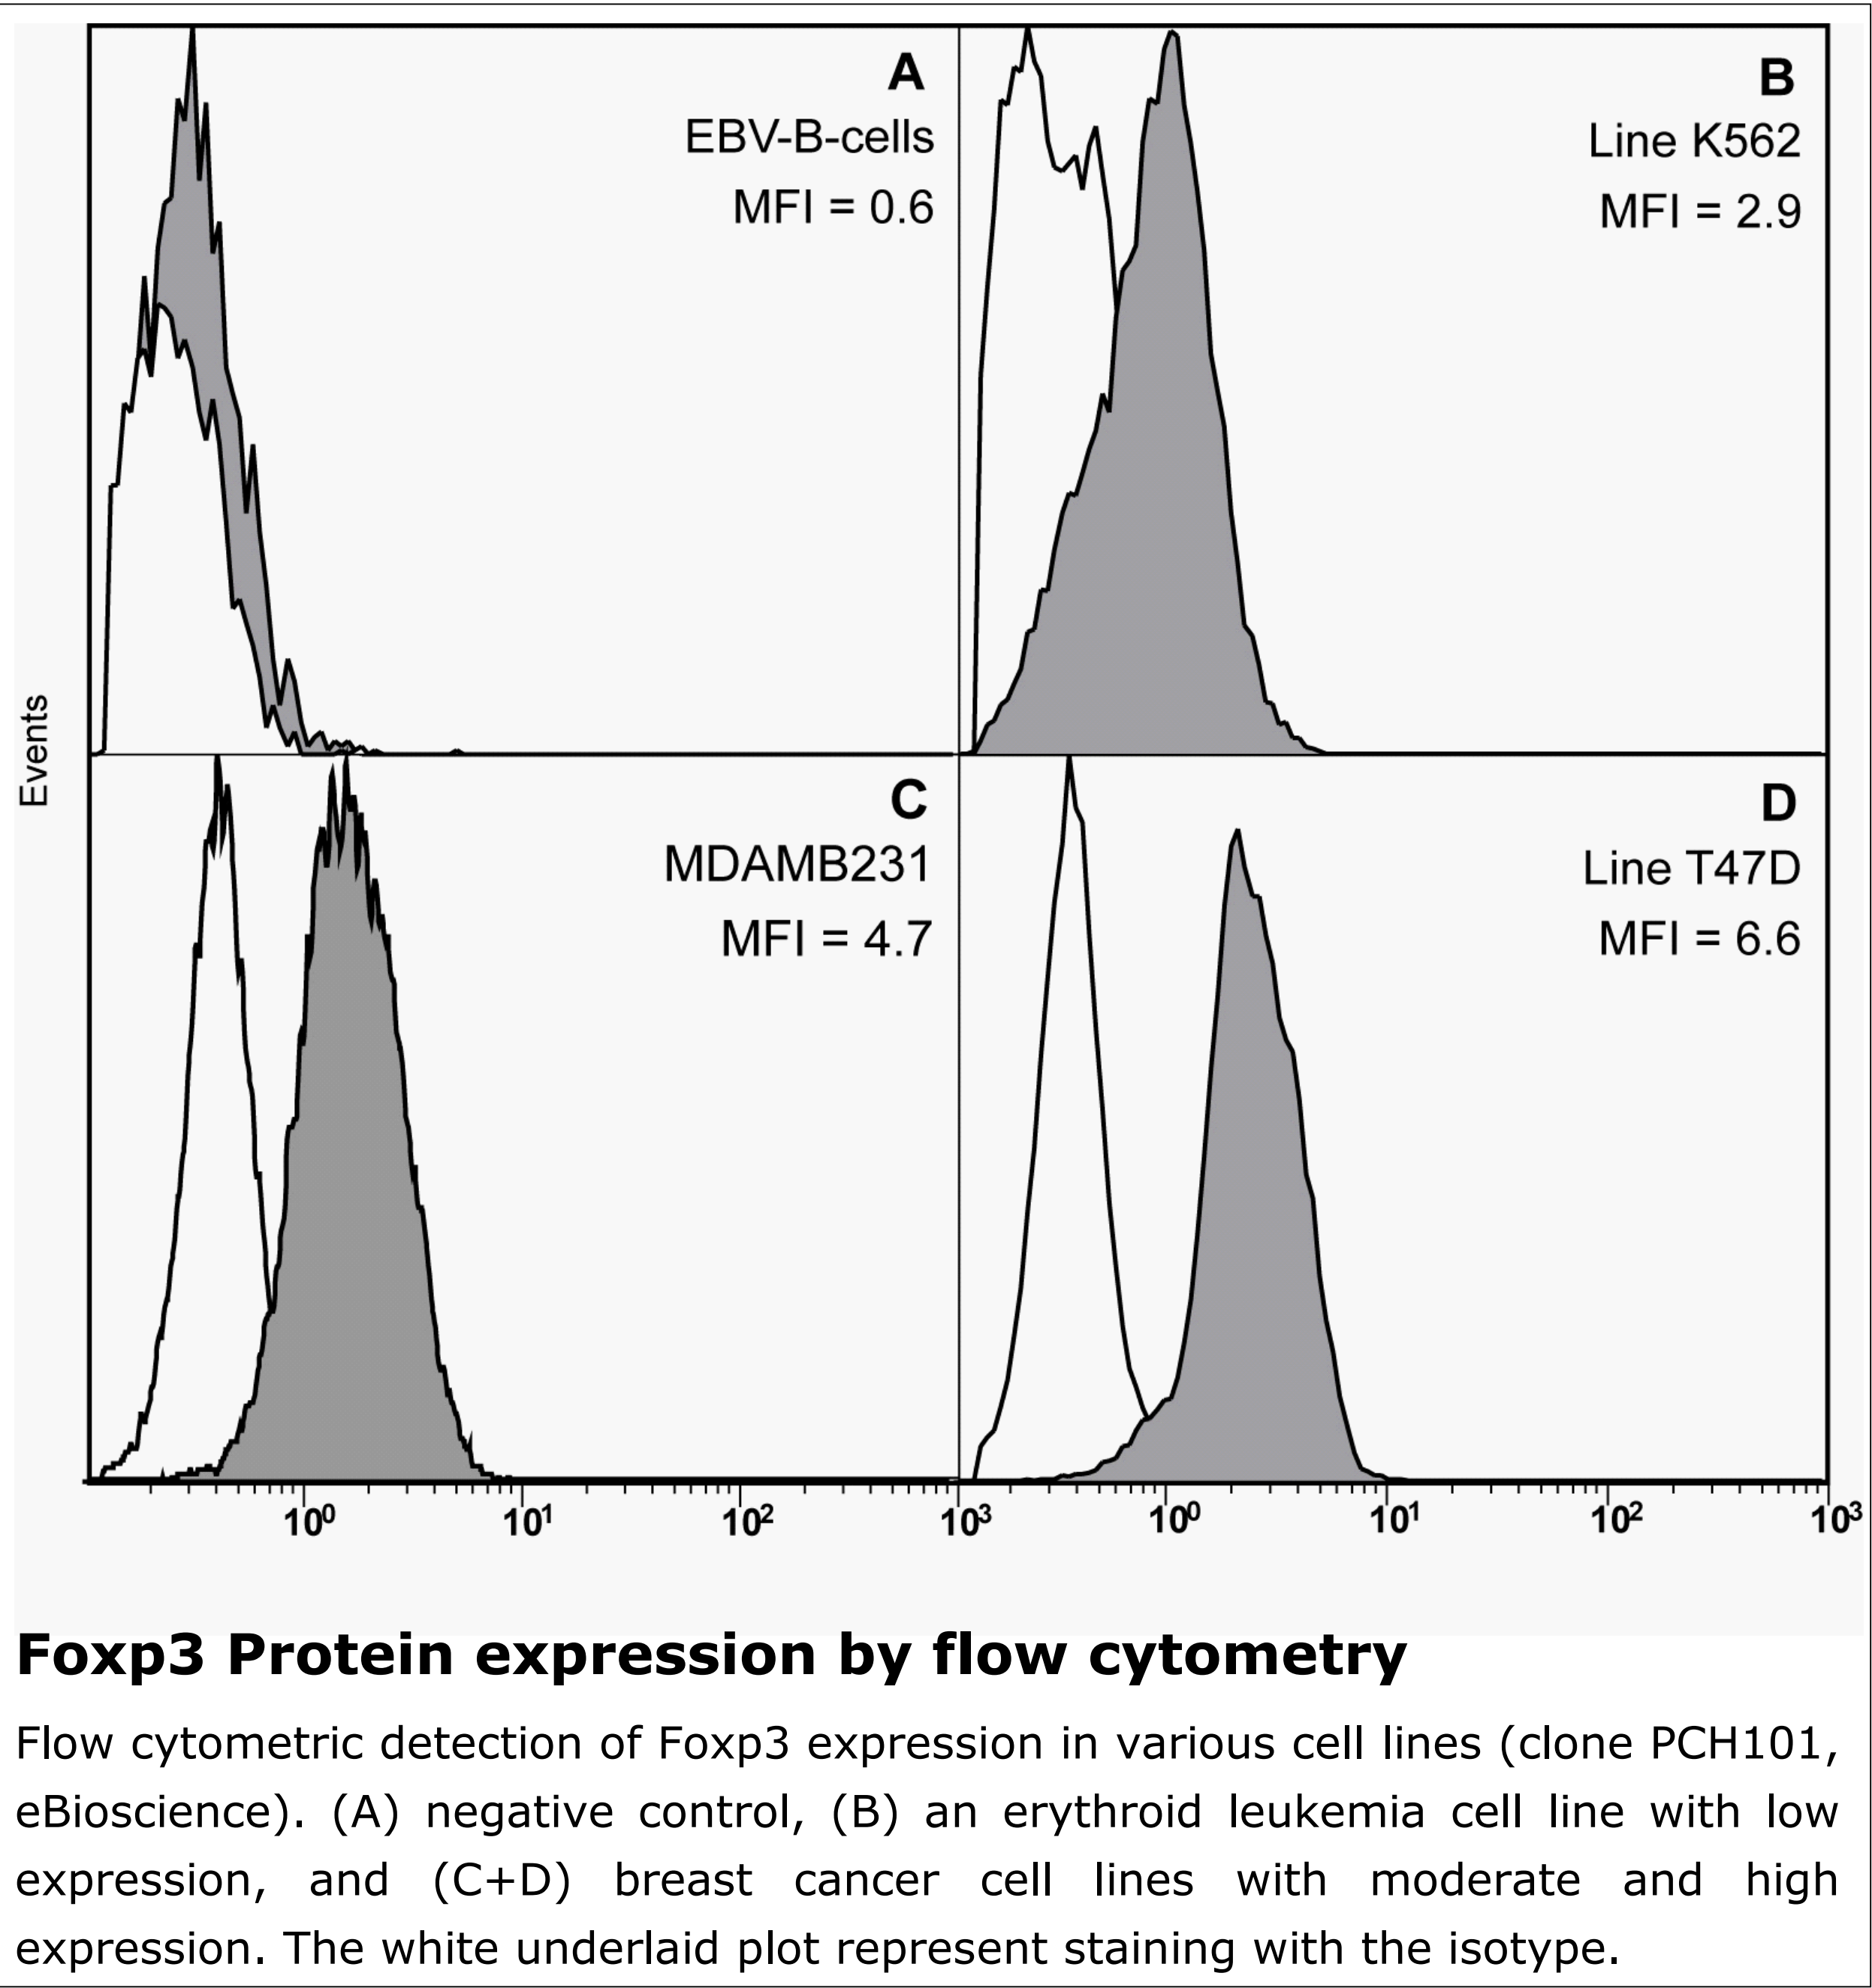 A
EBV-B-cells
MFI = 0.6
B
Line K562
MFI = 2.9
Events
C
MDAMB231
MFI = 4.7
D
Line T47D
MFI = 6.6
10⁰ 10¹ 10² 10³ 10⁰ 10¹ 10² 10³
Foxp3 Protein expression by flow cytometry
Flow cytometric detection of Foxp3 expression in various cell lines (clone PCH101,
eBioscience). (A) negative control, (B) an erythroid leukemia cell line with low
expression, and (C+D) breast cancer cell lines with moderate and high
expression. The white underlaid plot represent staining with the isotype.